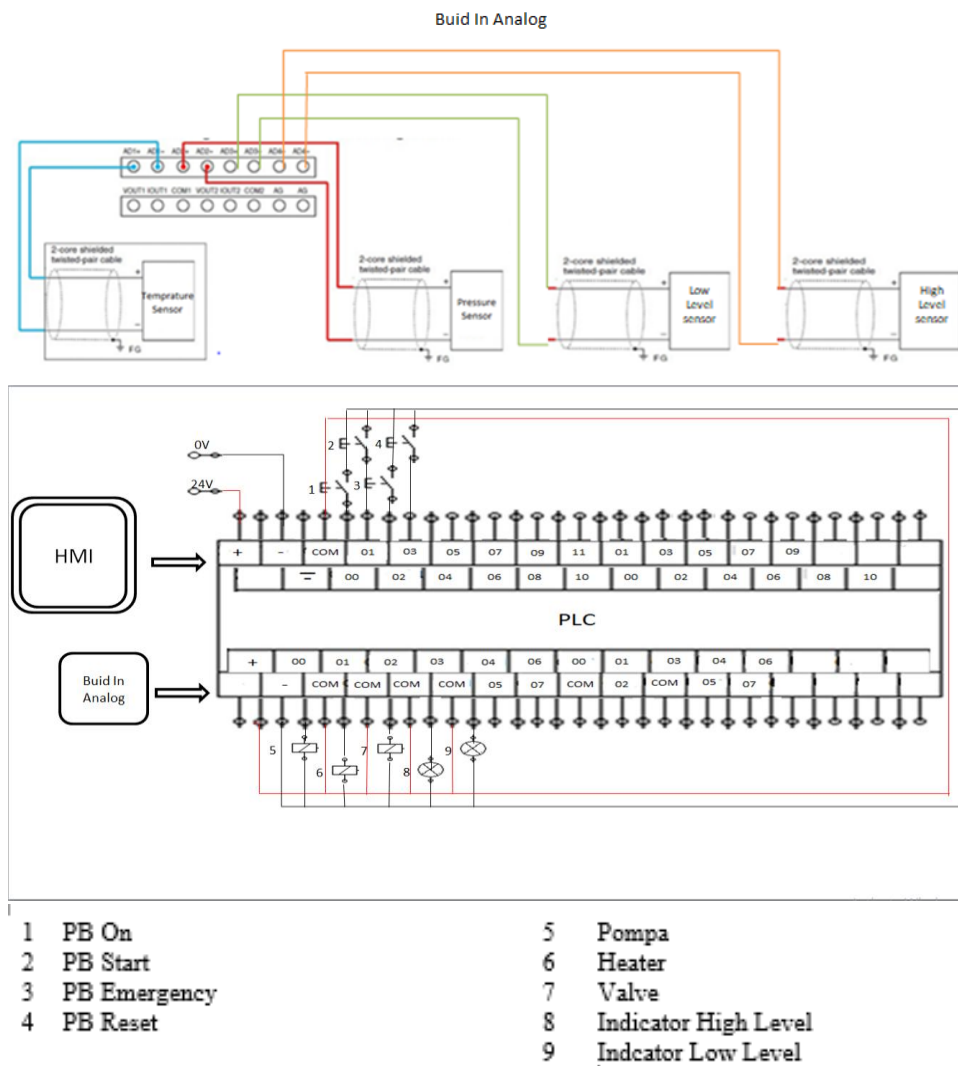 Buid In Analog
AD1+ AD1- AD2+ AD2- AD3+ AD3- AD4+ AD4-
VOUT1 IOUT1 COM1 VOUT2 IOUT2 COM2 AG AG
2-core shielded
twisted-pair cable
+
Temprature
Sensor
-
FG
2-core shielded
twisted-pair cable
+
Pressure
Sensor
-
FG
2-core shielded
twisted-pair cable
+
Low
Level
sensor
-
FG
2-core shielded
twisted-pair cable
+
High
Level
sensor
-
FG
2 4
0V
24V
1 3
HMI
+ - COM 01 03 05 07 09 11 01 03 05 07 09
00 02 04 06 08 10 00 02 04 06 08 10
PLC
+ 00 01 02 03 04 06 00 01 03 04 06
- COM COM COM COM 05 07 COM 02 COM 05 07
Buid In
Analog
5 7 9
6 8
1 PB On
2 PB Start
3 PB Emergency
4 PB Reset
5 Pompa
6 Heater
7 Valve
8 Indicator High Level
9 Indcator Low Level